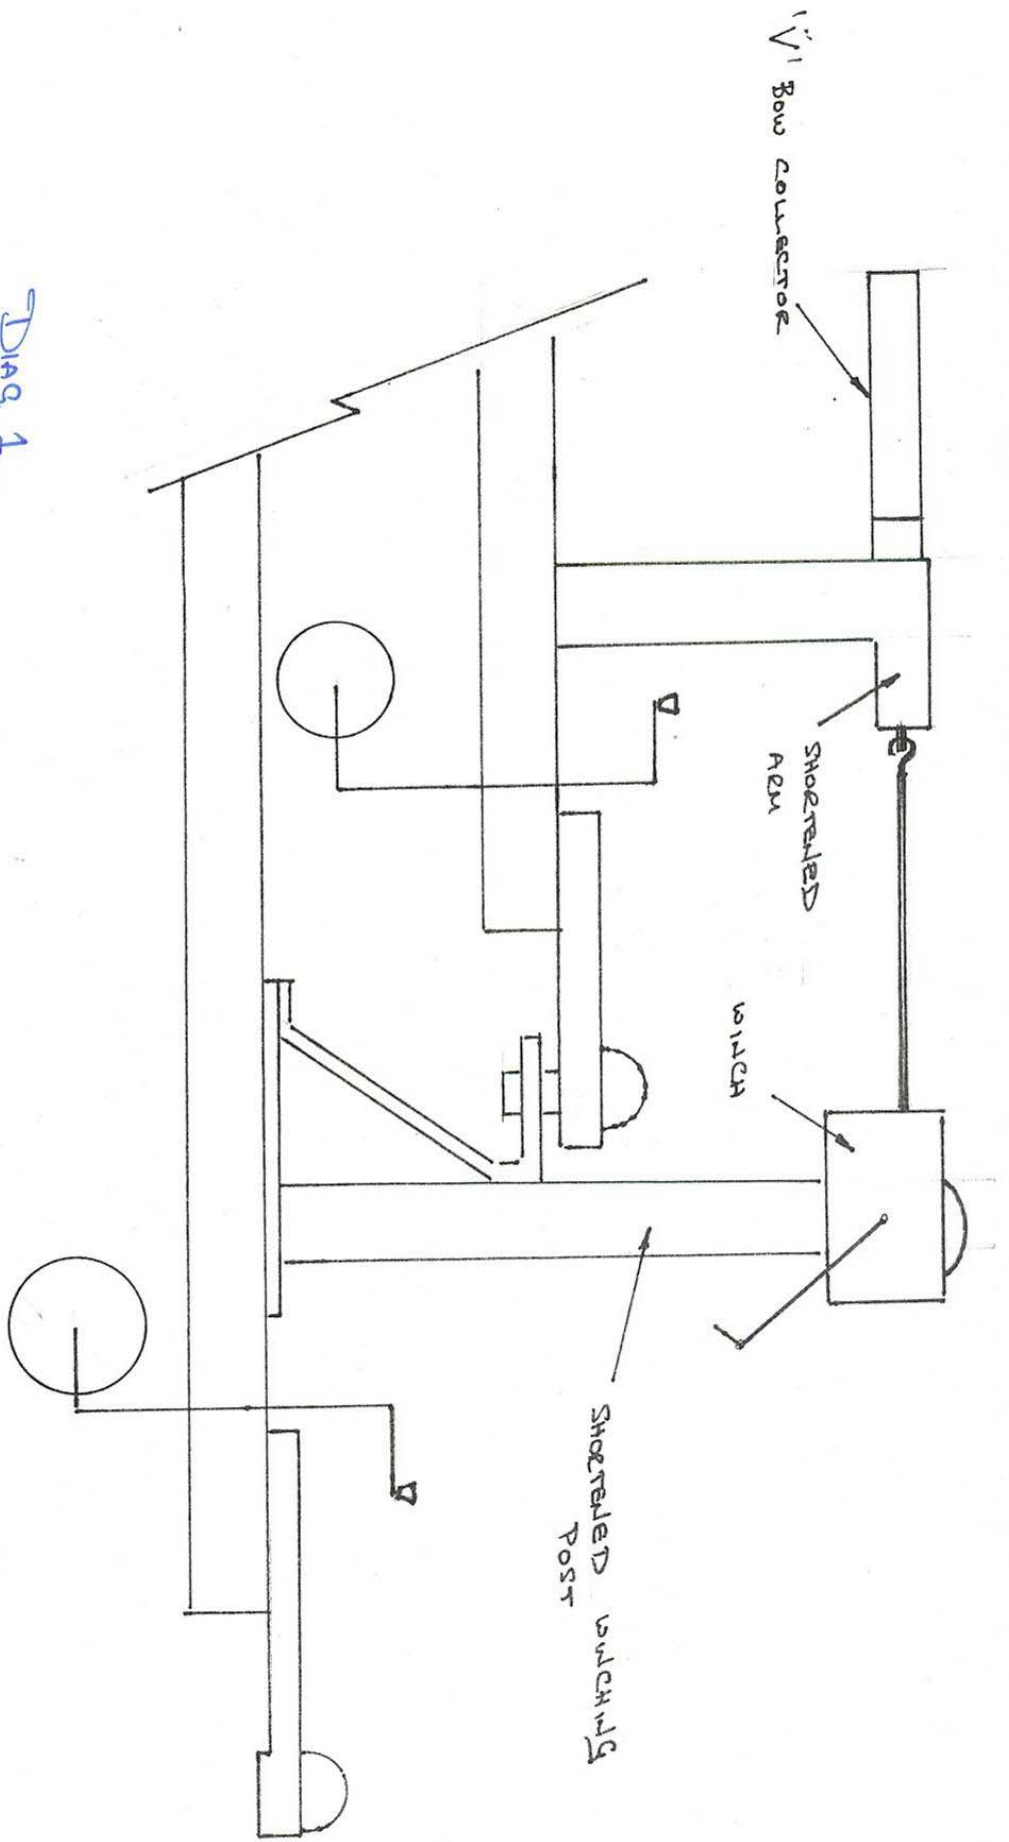 'V' BOW COLLECTOR
SHORTENED
ARM
WINCH
SHORTENED WINCHING
POST
DIAG 1